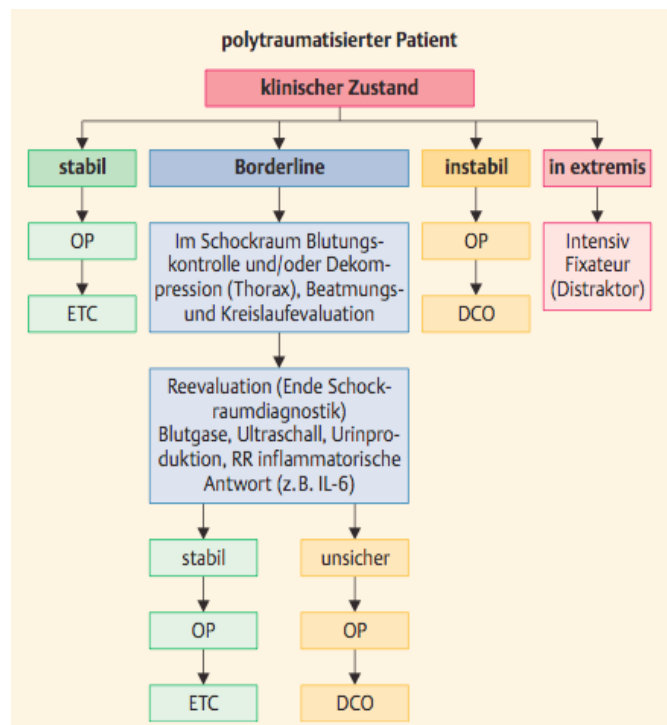 polytraumatisierter Patient
klinischer Zustand
stabil
Borderline
instabil
in extremis
OP
ETC
Im Schockraum Blutungs-
kontrolle und/oder Dekom-
pression (Thorax), Beatmungs-
und Kreislaufevaluation
OP
DCO
Intensiv
Fixateur
(Distraktor)
Reevaluation (Ende Schock-
raumdiagnostik)
Blutgase, Ultraschall, Urinpro-
duktion, RR inflammatorische
Antwort (z. B. IL-6)
stabil
unsicher
OP
OP
ETC
DCO